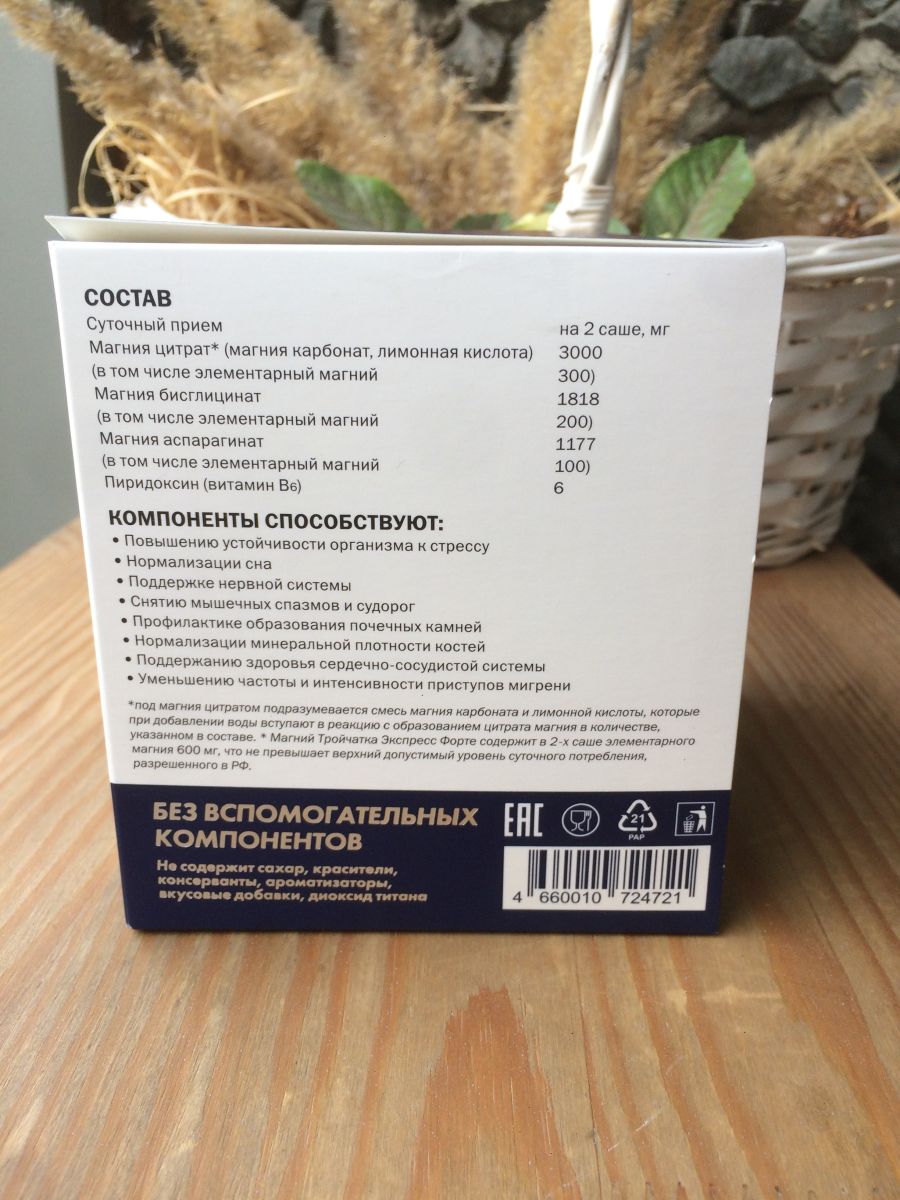 СОСТАВ
Суточный прием на 2 саше, мг
Магния цитрат* (магния карбонат, лимонная кислота) 3000
(в том числе элементарный магний 300)
Магния бисглицинат 1818
(в том числе элементарный магний 200)
Магния аспарагинат 1177
(в том числе элементарный магний 100)
Пиридоксин (витамин B6) 6
КОМПОНЕНТЫ СПОСОБСТВУЮТ:
• Повышению устойчивости организма к стрессу
• Нормализации сна
• Поддержке нервной системы
• Снятию мышечных спазмов и судорог
• Профилактике образования почечных камней
• Нормализации минеральной плотности костей
• Поддержанию здоровья сердечно-сосудистой системы
• Уменьшению частоты и интенсивности приступов мигрени
*под магния цитратом подразумевается смесь магния карбоната и лимонной кислоты, которые
при добавлении воды вступают в реакцию с образованием цитрата магния в количестве,
указанном в составе. * Магний Тройчатка Экспресс Форте содержит в 2-х саше элементарного
магния 600 мг, что не превышает верхний допустимый уровень суточного потребления,
разрешенного в РФ.
БЕЗ ВСПОМОГАТЕЛЬНЫХ
КОМПОНЕНТОВ
Не содержит сахар, красители,
консерванты, ароматизаторы,
вкусовые добавки, диоксид титана
EAC
21
PAP
4 660010 724721